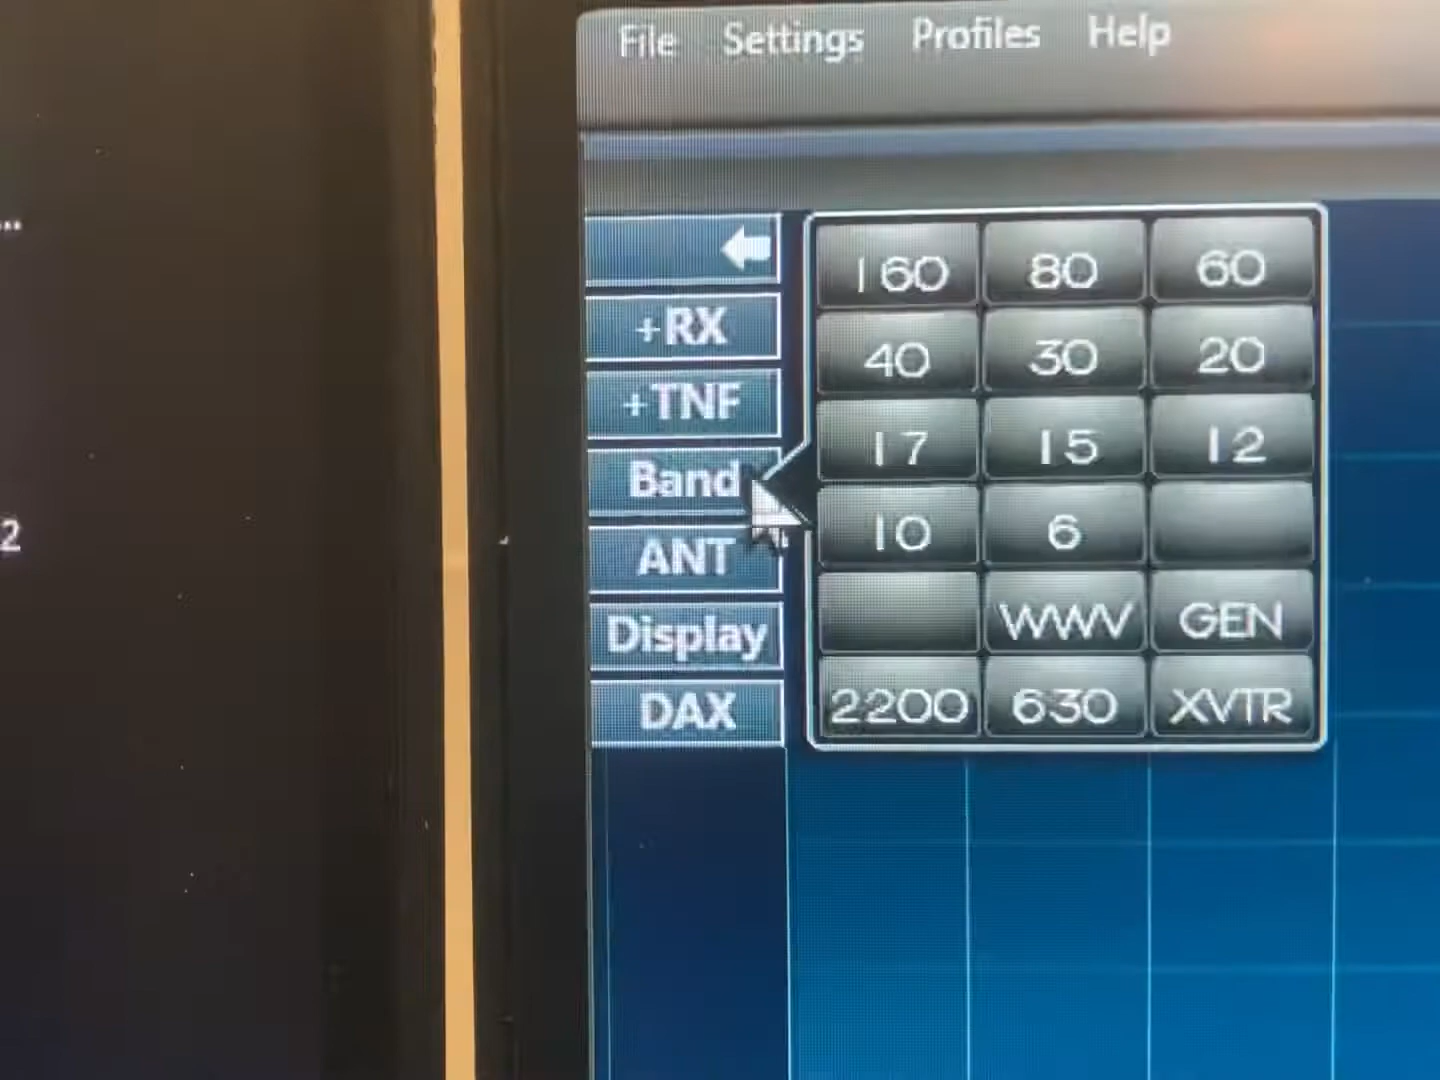 File Settings Profiles Help
+RX
+TNF
Band
ANT
Display
DAX
160 80 60
40 30 20
17 15 12
10 6
WWV GEN
2200 630 XVTR
...
2